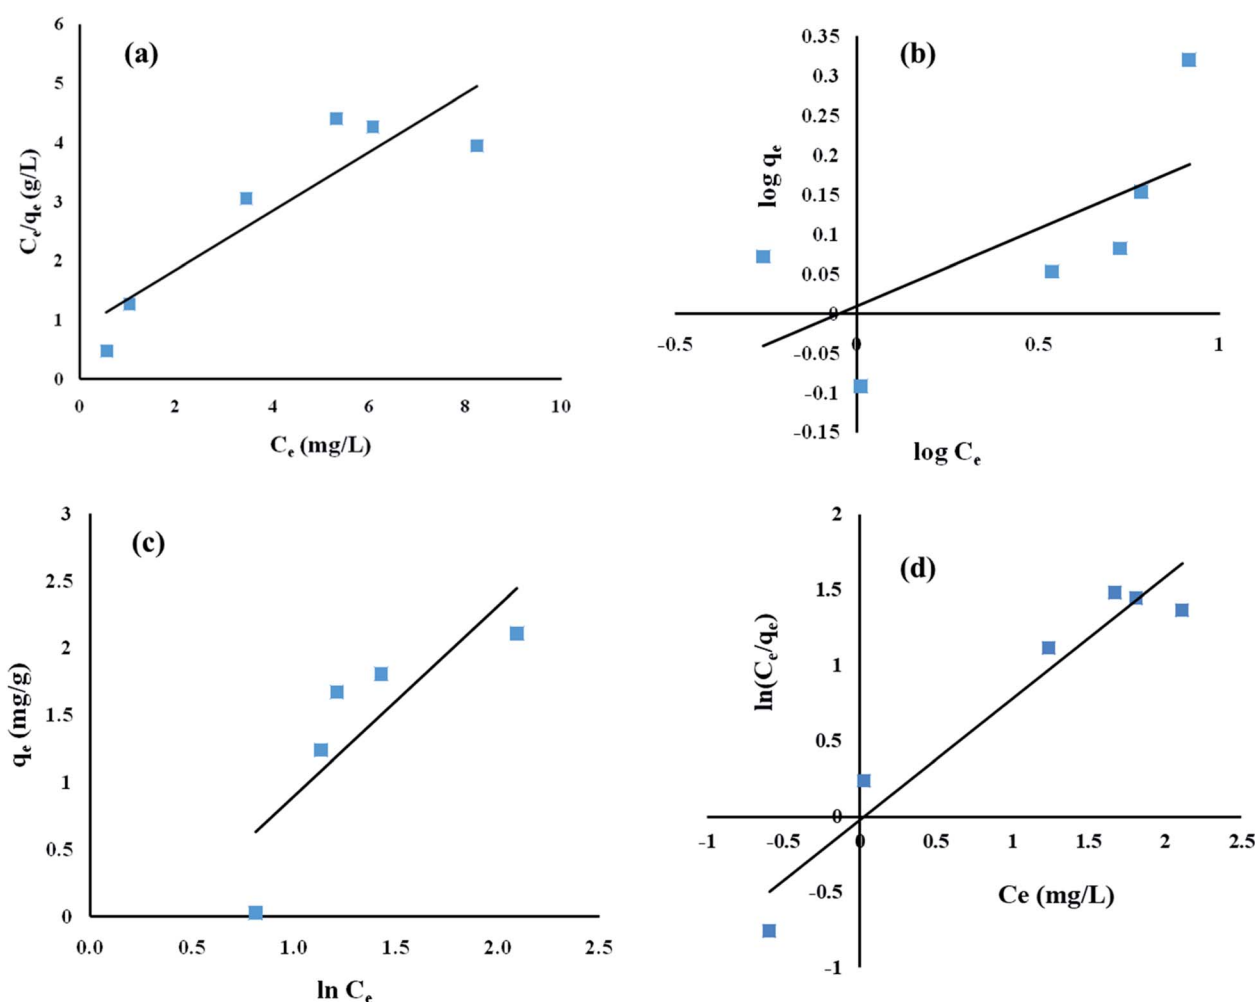 (a)
6
5
4
3
2
1
0
Cₑ/qₑ (g/L)
0 2 4 6 8 10
Cₑ (mg/L)
(b)
0.35
0.3
0.25
0.2
0.15
0.1
0.05
0
-0.05
-0.1
-0.15
log qₑ
-0.5 0 0.5 1
log Cₑ
(c)
3
2.5
2
1.5
1
0.5
0
qₑ (mg/g)
0.0 0.5 1.0 1.5 2.0 2.5
ln Cₑ
(d)
2
1.5
1
0.5
0
-0.5
-1
ln(Cₑ/qₑ)
-1 -0.5 0 0.5 1 1.5 2 2.5
Ce (mg/L)